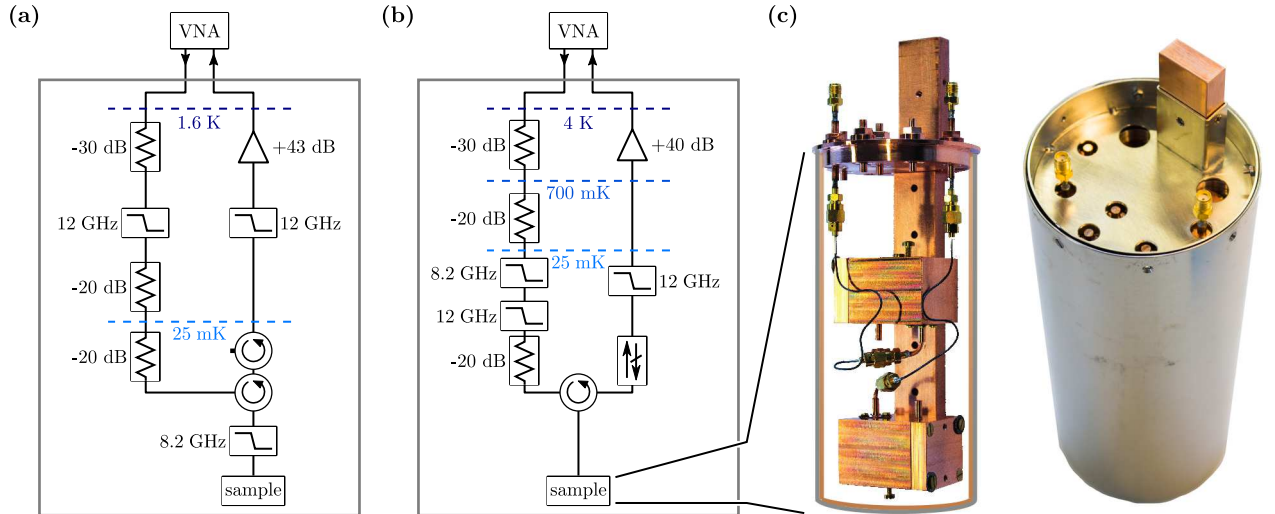 (a)
VNA
1.6 K
-30 dB
+43 dB
12 GHz
12 GHz
-20 dB
25 mK
-20 dB
8.2 GHz
sample
(b)
VNA
4 K
-30 dB
+40 dB
700 mK
-20 dB
25 mK
8.2 GHz
12 GHz
12 GHz
-20 dB
sample
(c)